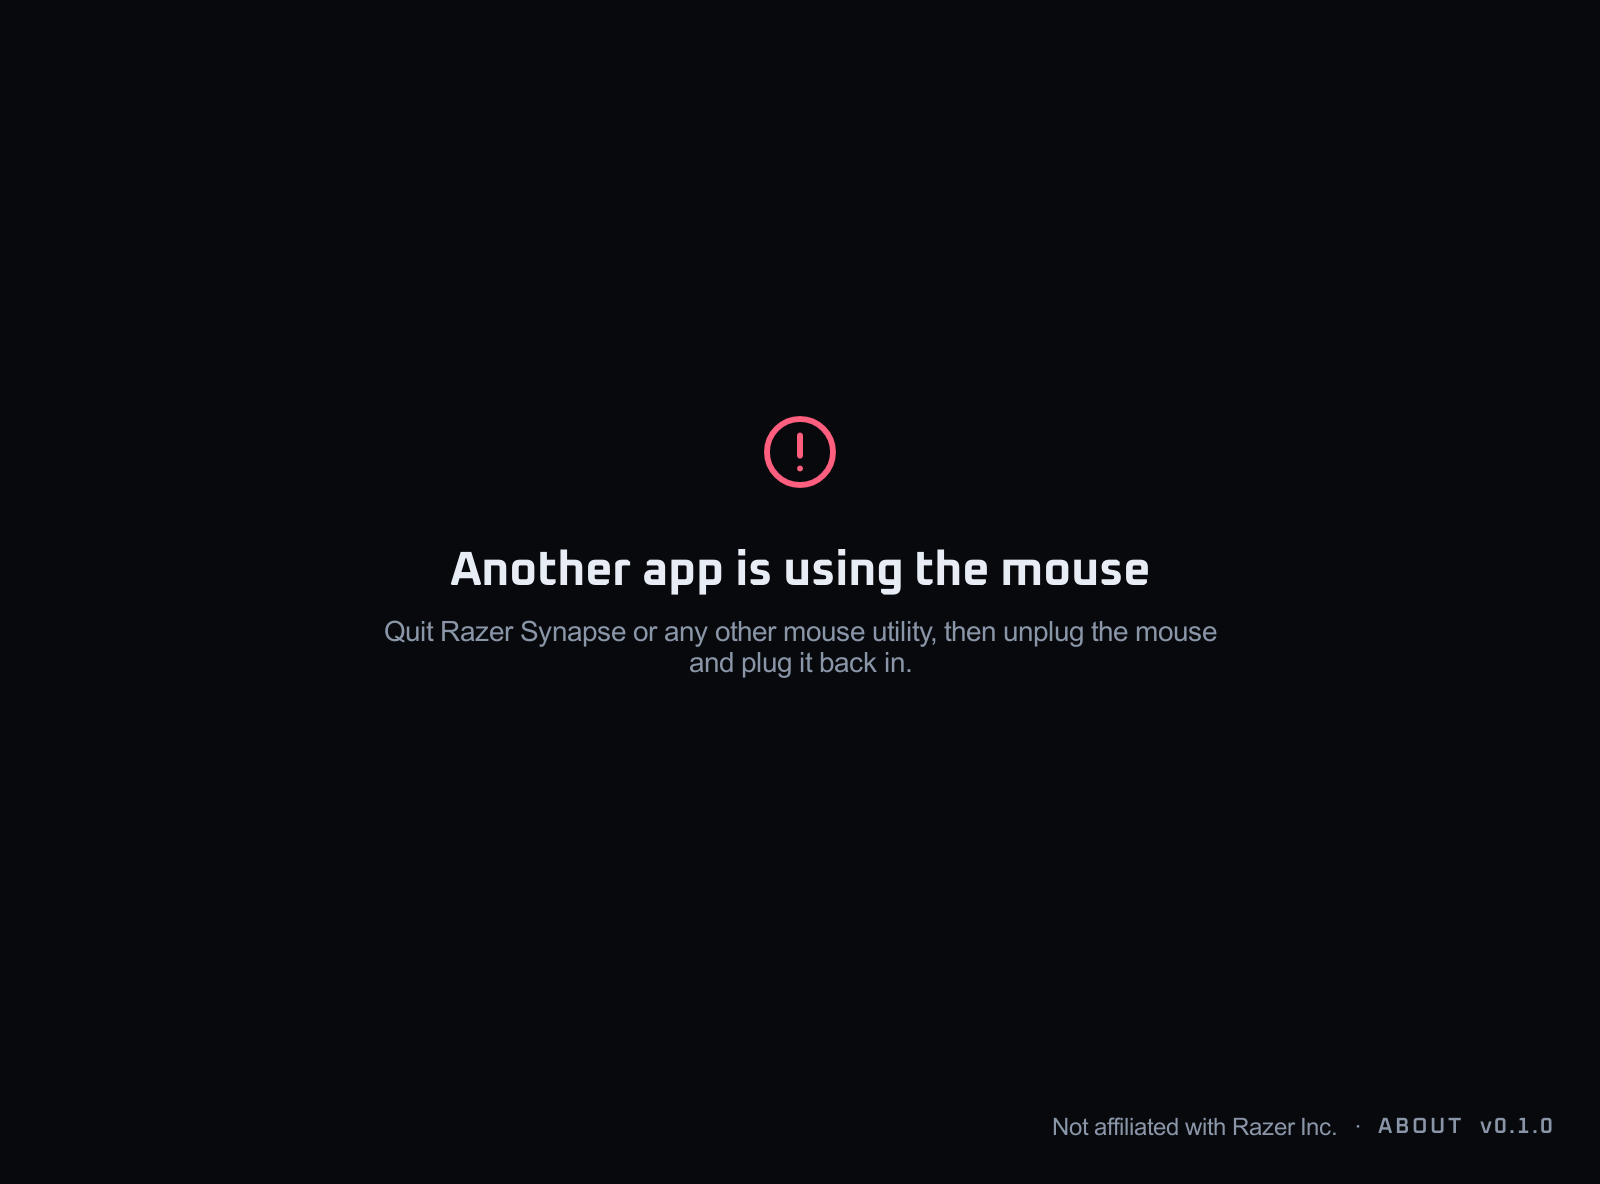 Another app is using the mouse
Quit Razer Synapse or any other mouse utility, then unplug the mouse
and plug it back in.
Not affiliated with Razer Inc. · ABOUT v0.1.0